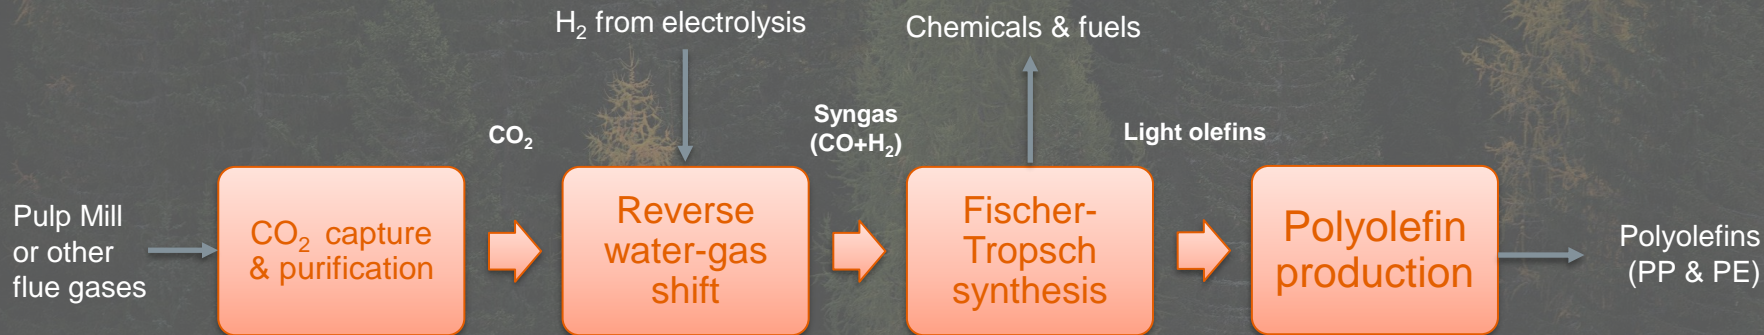 H₂ from electrolysis
Chemicals & fuels
CO₂
Syngas
(CO+H₂)
Light olefins
Pulp Mill
or other
flue gases
CO₂ capture
& purification
Reverse
water-gas
shift
Fischer-
Tropsch
synthesis
Polyolefin
production
Polyolefins
(PP & PE)